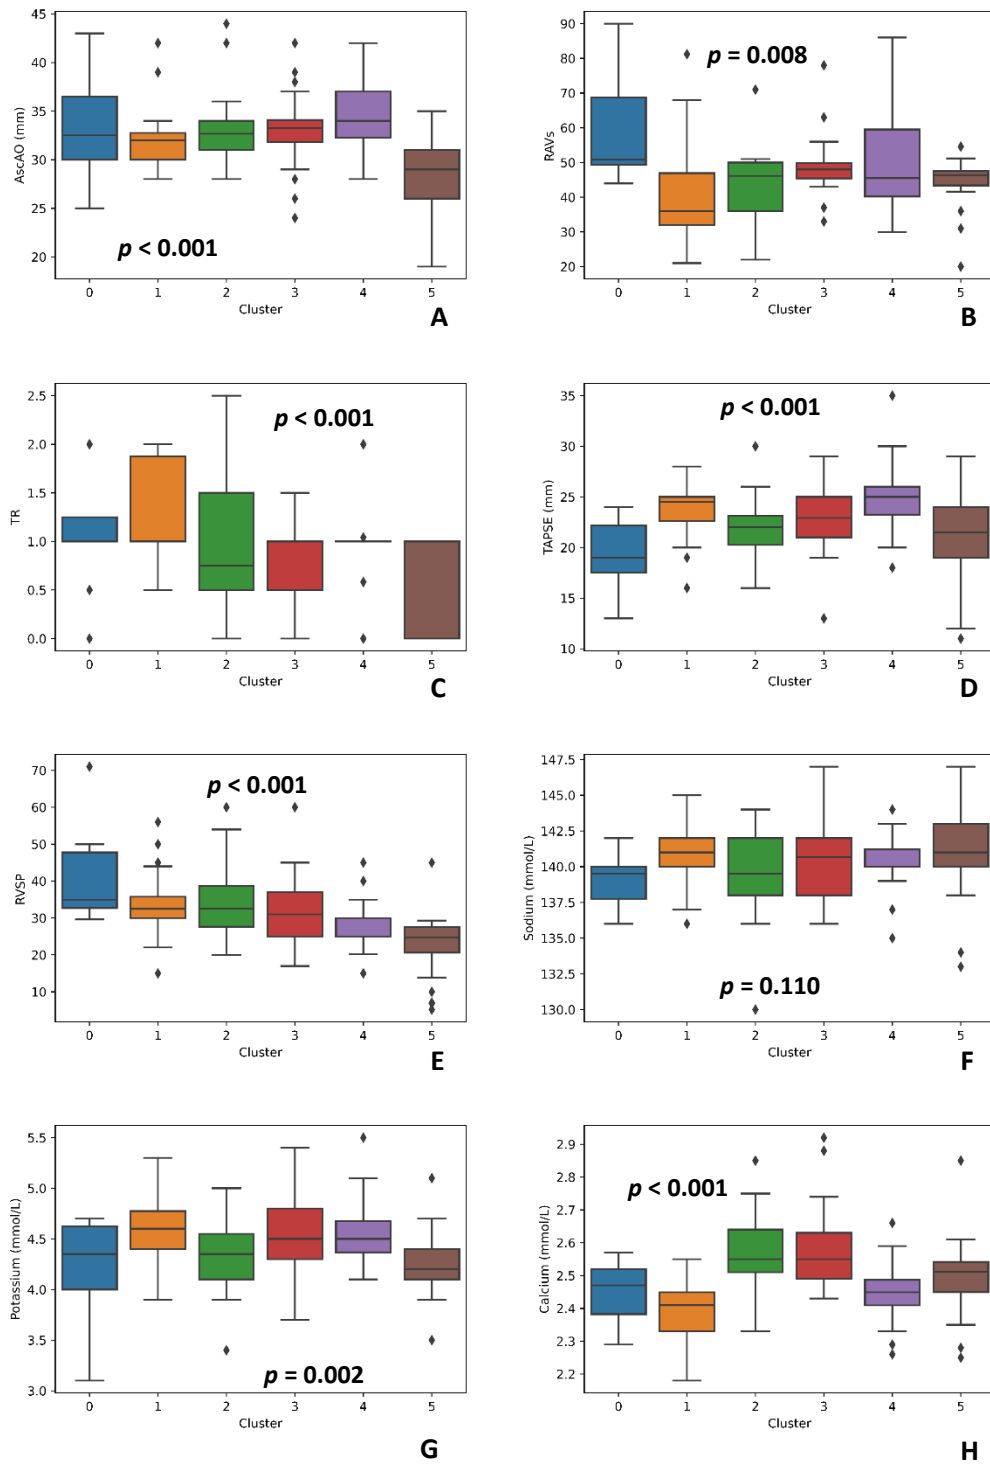 45
40
35
30
25
20
AscAO (mm)
p < 0.001
0 1 2 3 4 5
Cluster
A
90
80
70
60
50
40
30
20
RAVs
p = 0.008
0 1 2 3 4 5
Cluster
B
2.5
2.0
1.5
1.0
0.5
0.0
TR
p < 0.001
0 1 2 3 4 5
Cluster
C
35
30
25
20
15
10
TAPSE (mm)
p < 0.001
0 1 2 3 4 5
Cluster
D
70
60
50
40
30
20
10
RVSP
p < 0.001
0 1 2 3 4 5
Cluster
E
147.5
145.0
142.5
140.0
137.5
135.0
132.5
130.0
Sodium (mmol/L)
p = 0.110
0 1 2 3 4 5
Cluster
F
5.5
5.0
4.5
4.0
3.5
3.0
Potassium (mmol/L)
p = 0.002
0 1 2 3 4 5
Cluster
G
2.9
2.8
2.7
2.6
2.5
2.4
2.3
2.2
Calcium (mmol/L)
p < 0.001
0 1 2 3 4 5
Cluster
H